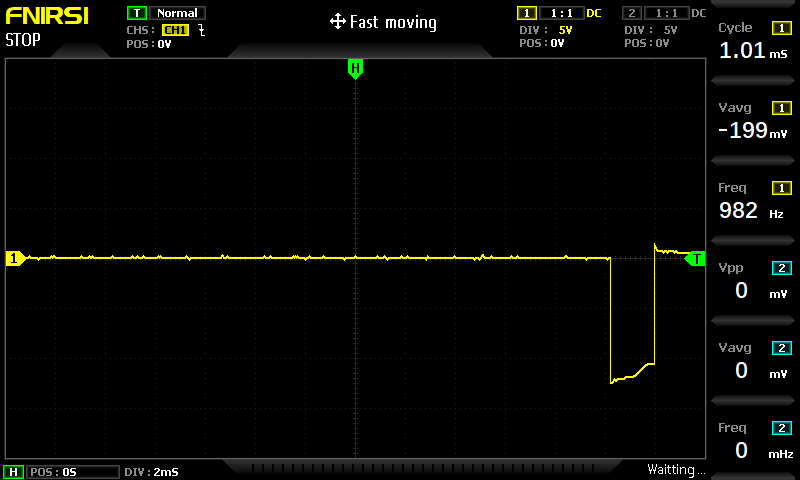 FNIRSI
STOP
T Normal
CHS: CH1
POS: 0V
Fast moving
1 1:1 DC
DIV: 5V
POS: 0V
2 1:1 DC
DIV: 5V
POS: 0V
Cycle 1
1.01 mS
Vavg 1
-199 mV
Freq 1
982 Hz
Vpp 2
0 mV
Vavg 2
0 mV
Freq 2
0 mHz
H
1
T
H POS: 0S DIV: 2mS
Waitting...